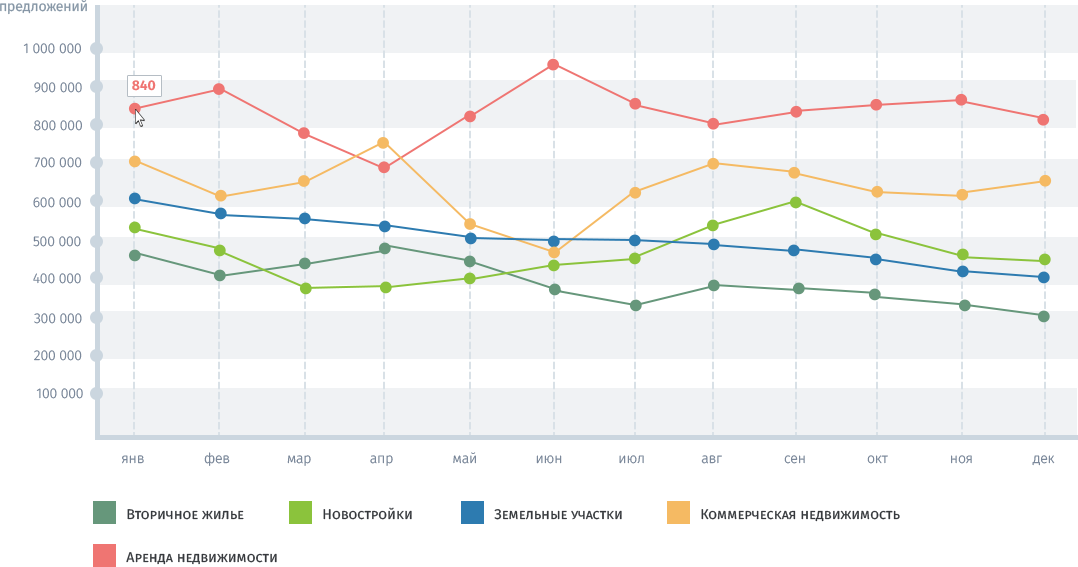 предложений
1 000 000
900 000
840
800 000
700 000
600 000
500 000
400 000
300 000
200 000
100 000
янв фев мар апр май июн июл авг сен окт ноя дек
Вторичное жилье Новостройки Земельные участки Коммерческая недвижимость
Аренда недвижимости